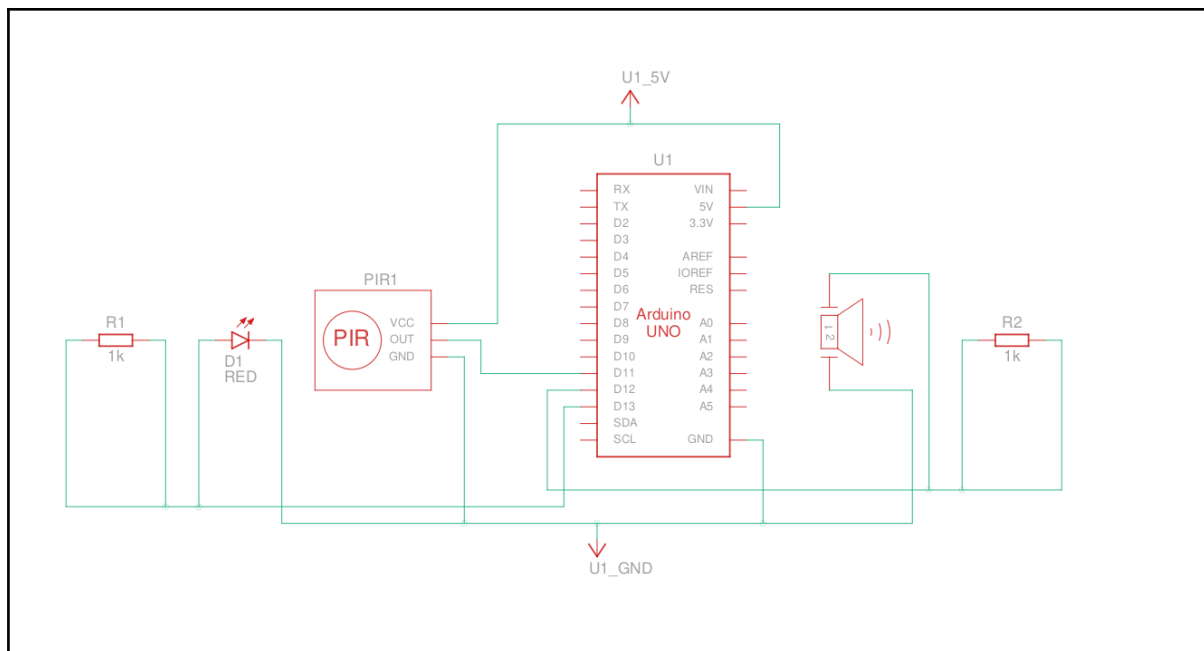 U1_5V
U1
RX
TX
D2
D3
D4
D5
D6
D7
D8
D9
D10
D11
D12
D13
SDA
SCL
VIN
5V
3.3V
AREF
IOREF
RES
A0
A1
A2
A3
A4
A5
GND
Arduino
UNO
PIR1
PIR
VCC
OUT
GND
R1
1k
D1
RED
1 2
R2
1k
U1_GND